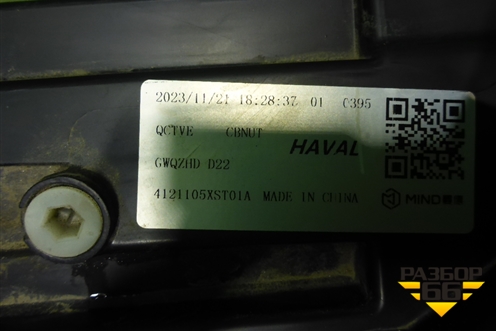 2023/11/21 18:28:37 01 C395
QCTVE CBNUT HAVAL
GWQZHD D22
4121105XST01A MADE IN CHINA MIND
РАЗБОР
66